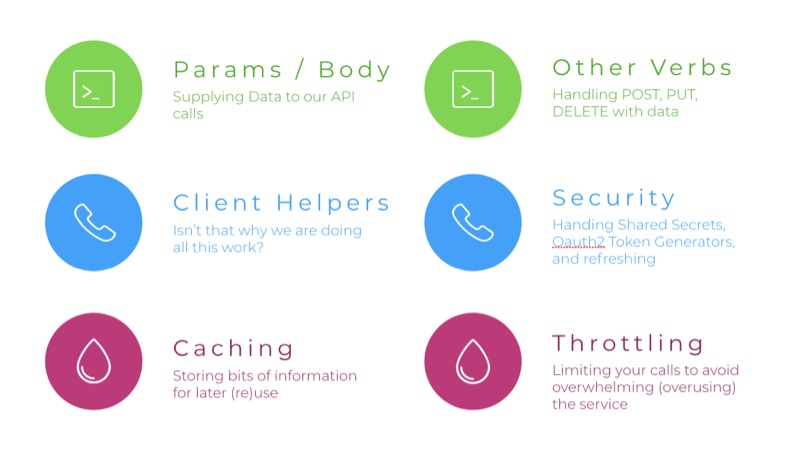 Params / Body
Supplying Data to our API
calls
Other Verbs
Handling POST, PUT,
DELETE with data
Client Helpers
Isn't that why we are doing
all this work?
Security
Handing Shared Secrets,
Oauth2 Token Generators,
and refreshing
Caching
Storing bits of information
for later (re)use
Throttling
Limiting your calls to avoid
overwhelming (overusing)
the service